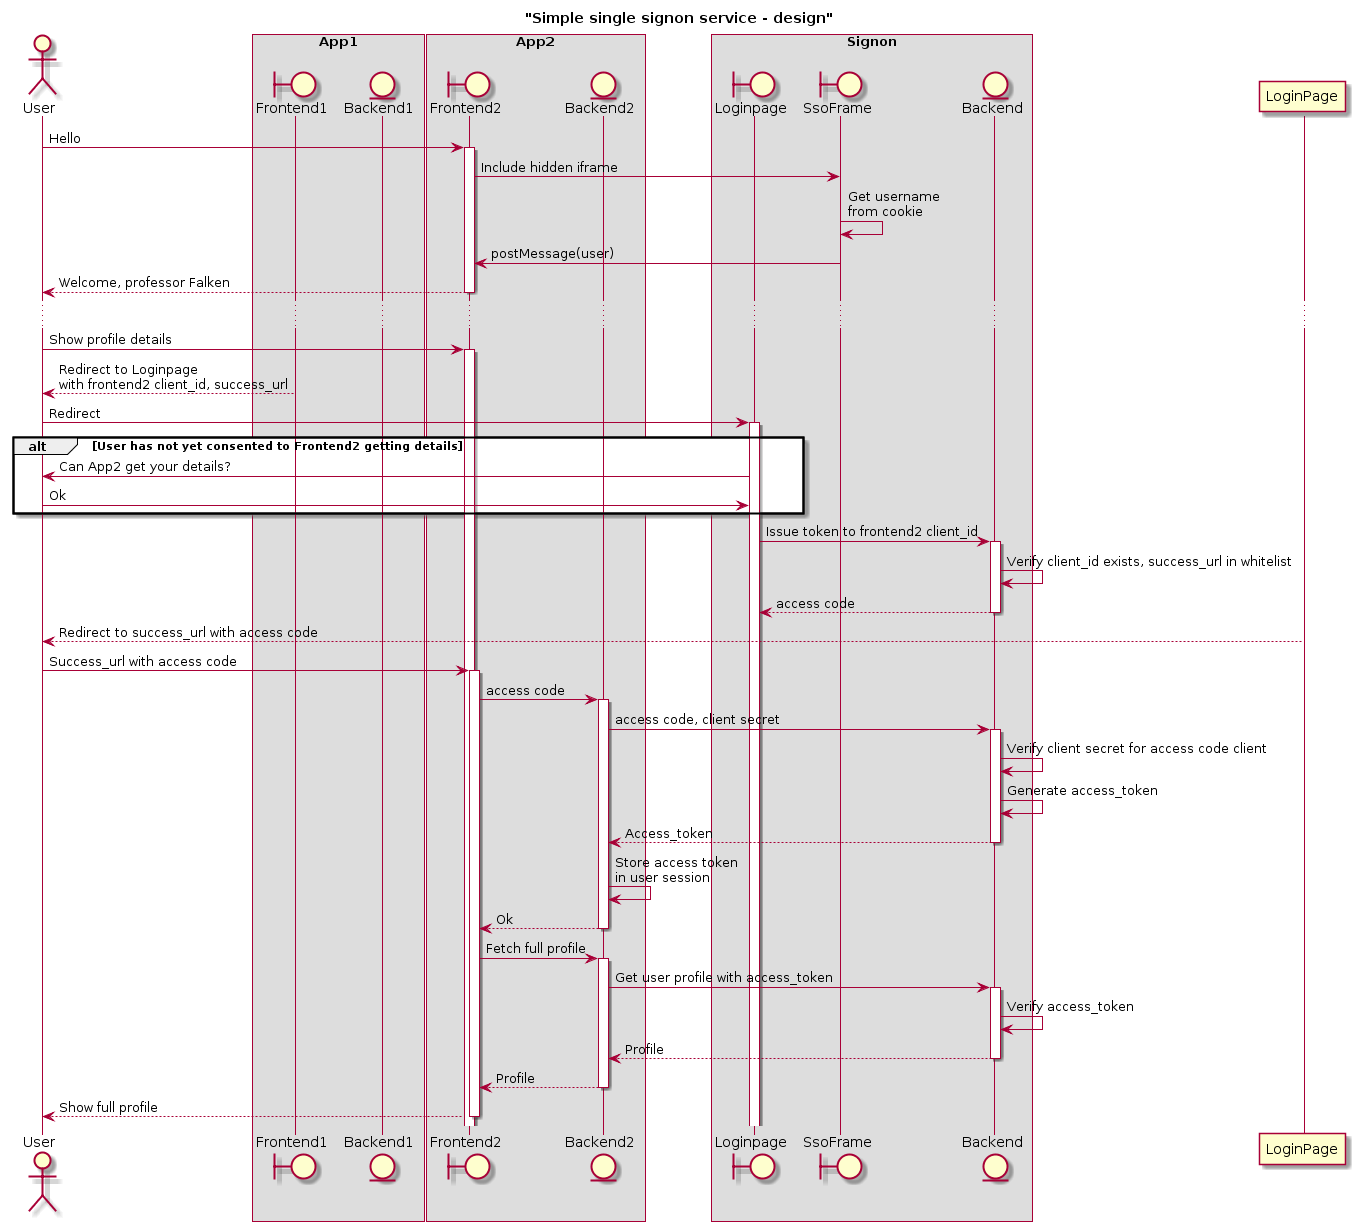 "Simple single signon service - design"
App1
App2
Signon
User
Frontend1
Backend1
Frontend2
Backend2
Loginpage
SsoFrame
Backend
LoginPage
Hello
Include hidden iframe
Get username
from cookie
postMessage(user)
Welcome, professor Falken
Show profile details
Redirect to Loginpage
with frontend2 client_id, success_url
Redirect
alt
[User has not yet consented to Frontend2 getting details]
Can App2 get your details?
Ok
Issue token to frontend2 client_id
Verify client_id exists, success_url in whitelist
access code
Redirect to success_url with access code
Success_url with access code
access code
access code, client secret
Verify client secret for access code client
Generate access_token
Access_token
Store access token
in user session
Ok
Fetch full profile
Get user profile with access_token
Verify access_token
Profile
Profile
Show full profile
User
Frontend1
Backend1
Frontend2
Backend2
Loginpage
SsoFrame
Backend
LoginPage